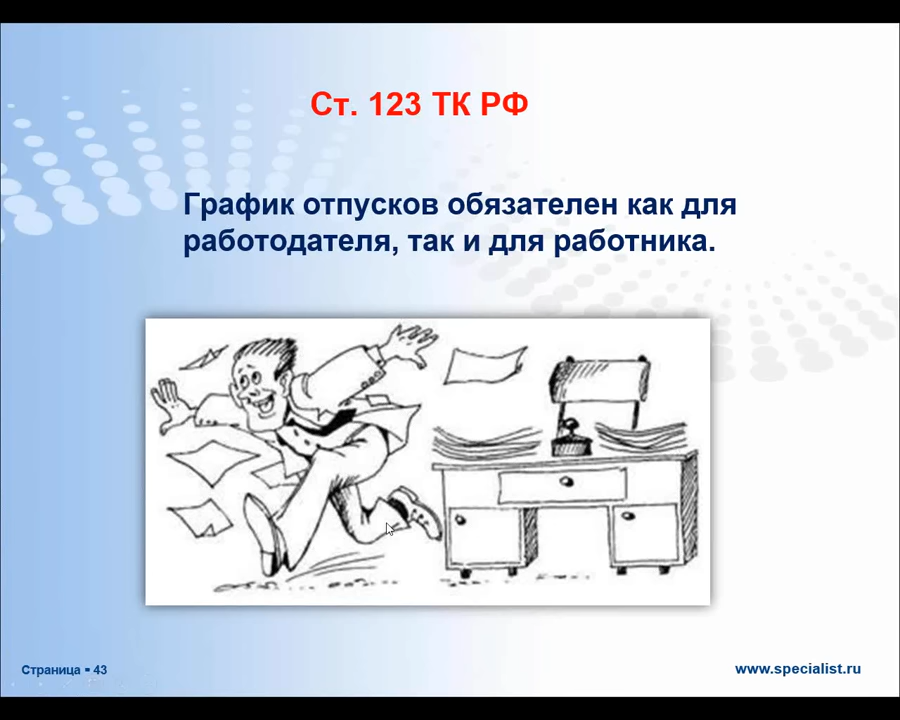 Ст. 123 ТК РФ
График отпусков обязателен как для
работодателя, так и для работника.
Страница ▪ 43
www.specialist.ru